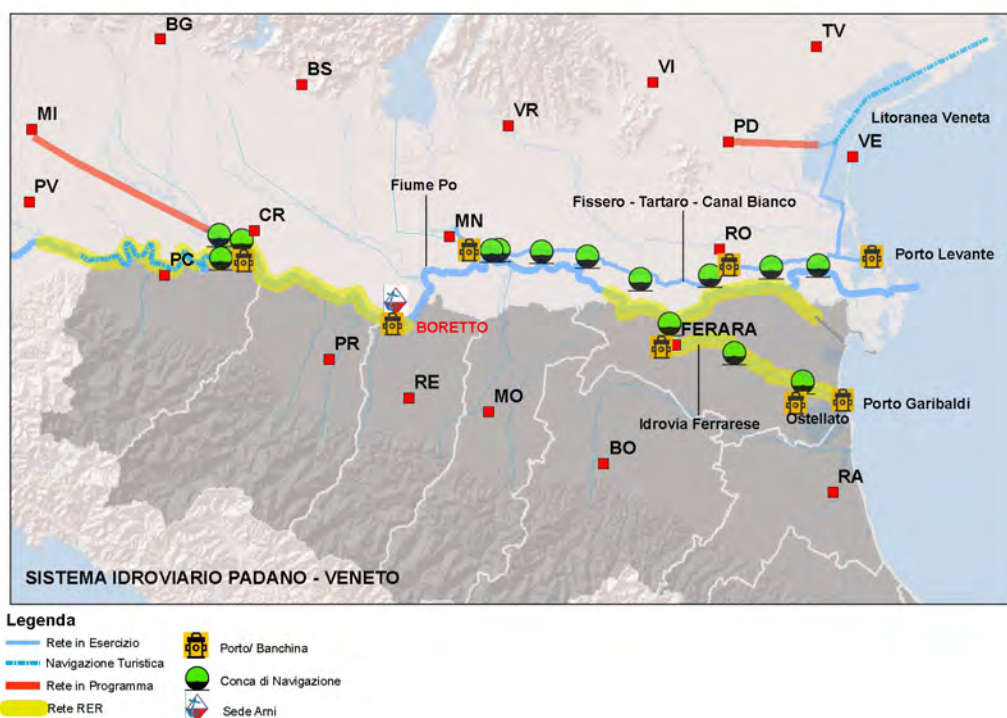 BG
TV
BS
VI
MI
VR
PD
Litoranea Veneta
VE
PV
Fiume Po
Fissero - Tartaro - Canal Bianco
CR
MN
RO
Porto Levante
PC
BORETTO
FERARA
PR
RE
MO
Idrovia Ferrarese
Ostellato
Porto Garibaldi
BO
RA
SISTEMA IDROVIARIO PADANO - VENETO
Legenda
Rete in Esercizio
Navigazione Turistica
Rete in Programma
Rete RER
Porto/ Banchina
Conca di Navigazione
Sede Arni